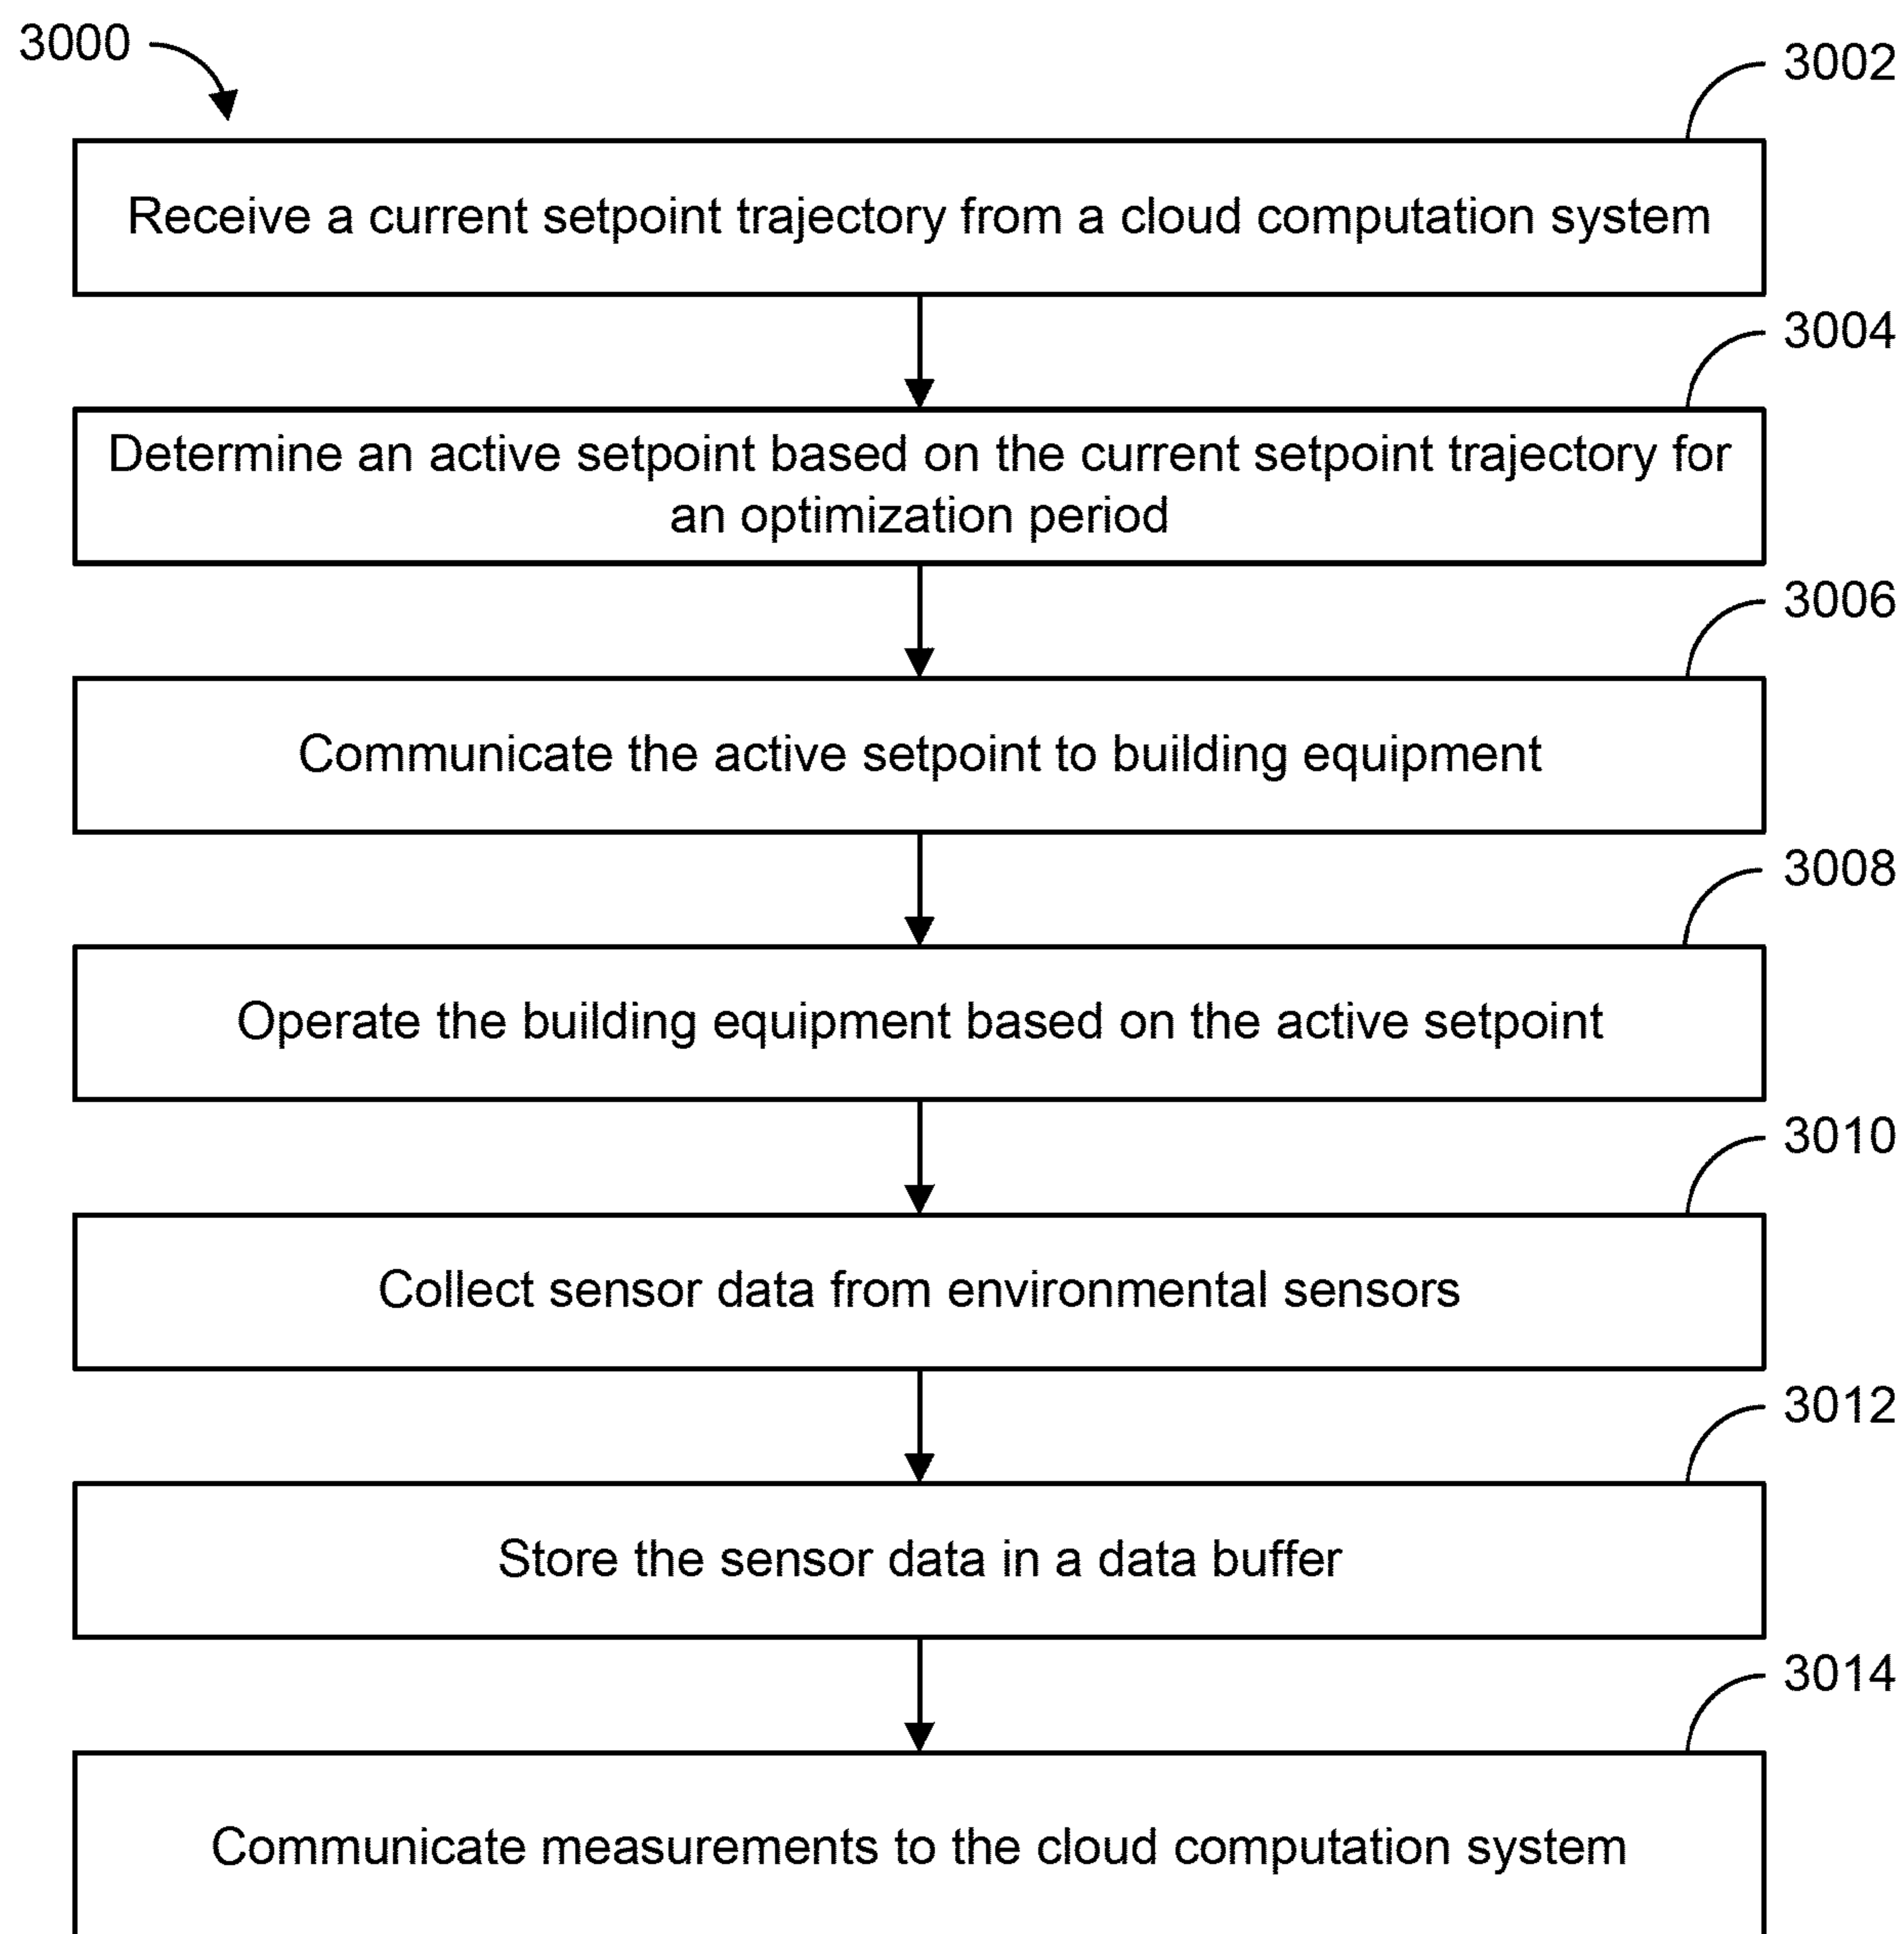 3000
3002
Receive a current setpoint trajectory from a cloud computation system
3004
Determine an active setpoint based on the current setpoint trajectory for
an optimization period
3006
Communicate the active setpoint to building equipment
3008
Operate the building equipment based on the active setpoint
3010
Collect sensor data from environmental sensors
3012
Store the sensor data in a data buffer
3014
Communicate measurements to the cloud computation system